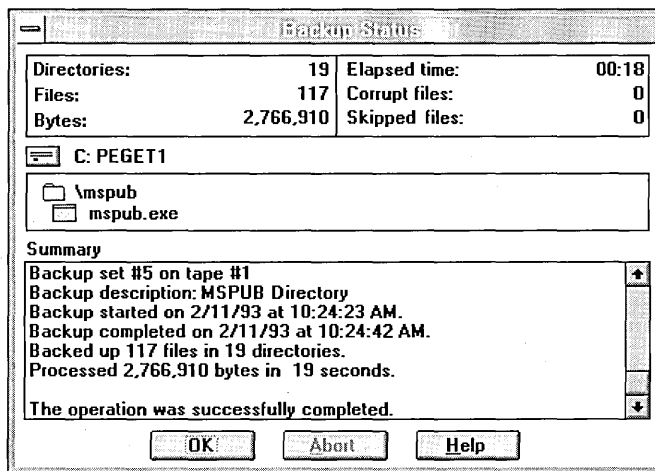 Backup Status
Directories: 19 Elapsed time: 00:18
Files: 117 Corrupt files: 0
Bytes: 2,766,910 Skipped files: 0
C: PEGET1
\mspub
mspub.exe
Summary
Backup set #5 on tape #1
Backup description: MSPUB Directory
Backup started on 2/11/93 at 10:24:23 AM.
Backup completed on 2/11/93 at 10:24:42 AM.
Backed up 117 files in 19 directories.
Processed 2,766,910 bytes in 19 seconds.
The operation was successfully completed.
OK Abort Help